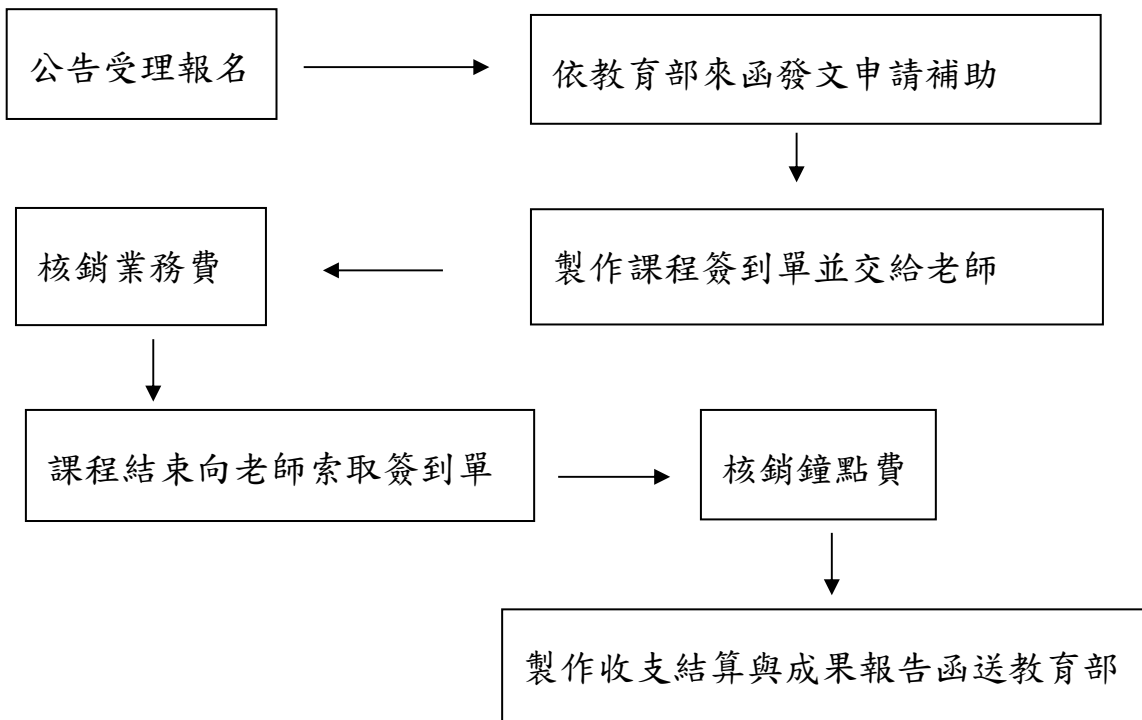 公告受理報名
依教育部來函發文申請補助
製作課程簽到單並交給老師
核銷業務費
課程結束向老師索取簽到單
核銷鐘點費
製作收支結算與成果報告函送教育部